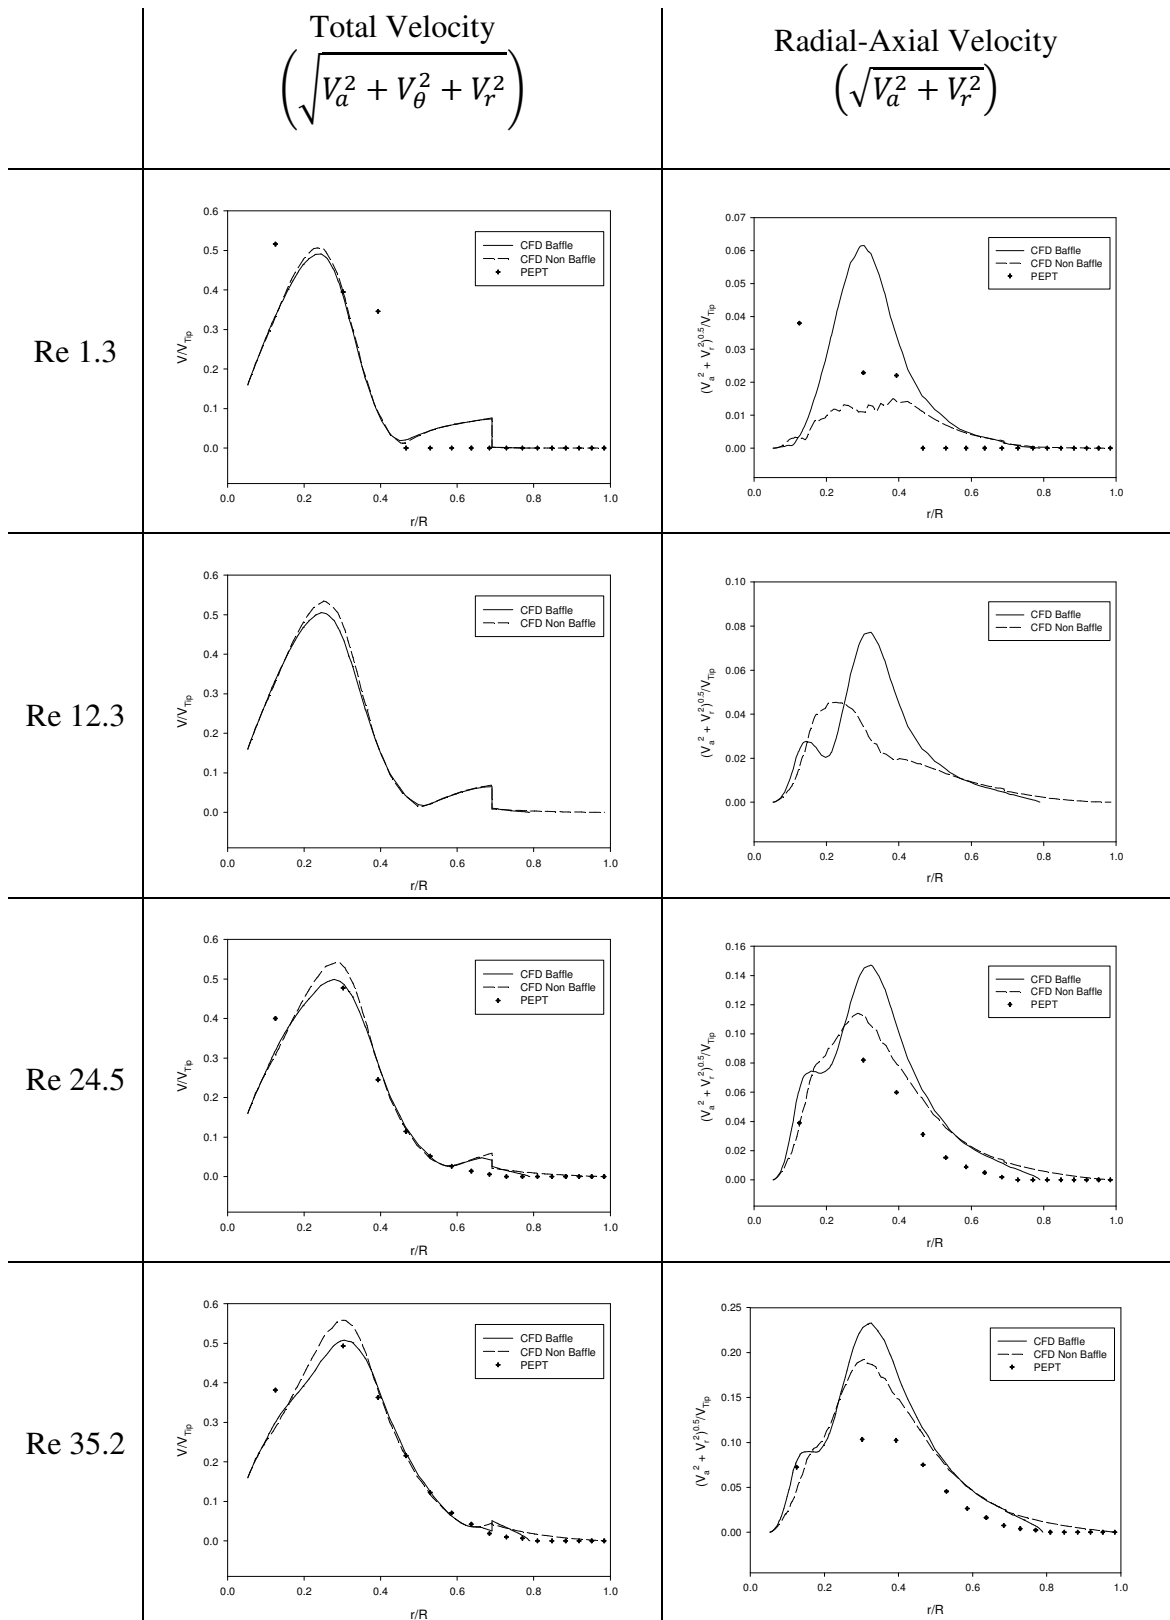 Total Velocity
(√(V_a^2 + V_θ^2 + V_r^2))
Radial-Axial Velocity
(√(V_a^2 + V_r^2))
Re 1.3
V/V_Tip
0.6
0.5
0.4
0.3
0.2
0.1
0.0
CFD Baffle
CFD Non Baffle
PEPT
0.0 0.2 0.4 0.6 0.8 1.0
r/R
(V_a^2 + V_r^2)^0.5/V_Tip
0.07
0.06
0.05
0.04
0.03
0.02
0.01
0.00
CFD Baffle
CFD Non Baffle
PEPT
0.0 0.2 0.4 0.6 0.8 1.0
r/R
Re 12.3
V/V_Tip
0.6
0.5
0.4
0.3
0.2
0.1
0.0
CFD Baffle
CFD Non Baffle
0.0 0.2 0.4 0.6 0.8 1.0
r/R
(V_a^2 + V_r^2)^0.5/V_Tip
0.10
0.08
0.06
0.04
0.02
0.00
CFD Baffle
CFD Non Baffle
0.0 0.2 0.4 0.6 0.8 1.0
r/R
Re 24.5
V/V_Tip
0.6
0.5
0.4
0.3
0.2
0.1
0.0
CFD Baffle
CFD Non Baffle
PEPT
0.0 0.2 0.4 0.6 0.8 1.0
r/R
(V_a^2 + V_r^2)^0.5/V_Tip
0.16
0.14
0.12
0.10
0.08
0.06
0.04
0.02
0.00
CFD Baffle
CFD Non Baffle
PEPT
0.0 0.2 0.4 0.6 0.8 1.0
r/R
Re 35.2
V/V_Tip
0.6
0.5
0.4
0.3
0.2
0.1
0.0
CFD Baffle
CFD Non Baffle
PEPT
0.0 0.2 0.4 0.6 0.8 1.0
r/R
(V_a^2 + V_r^2)^0.5/V_Tip
0.25
0.20
0.15
0.10
0.05
0.00
CFD Baffle
CFD Non Baffle
PEPT
0.0 0.2 0.4 0.6 0.8 1.0
r/R